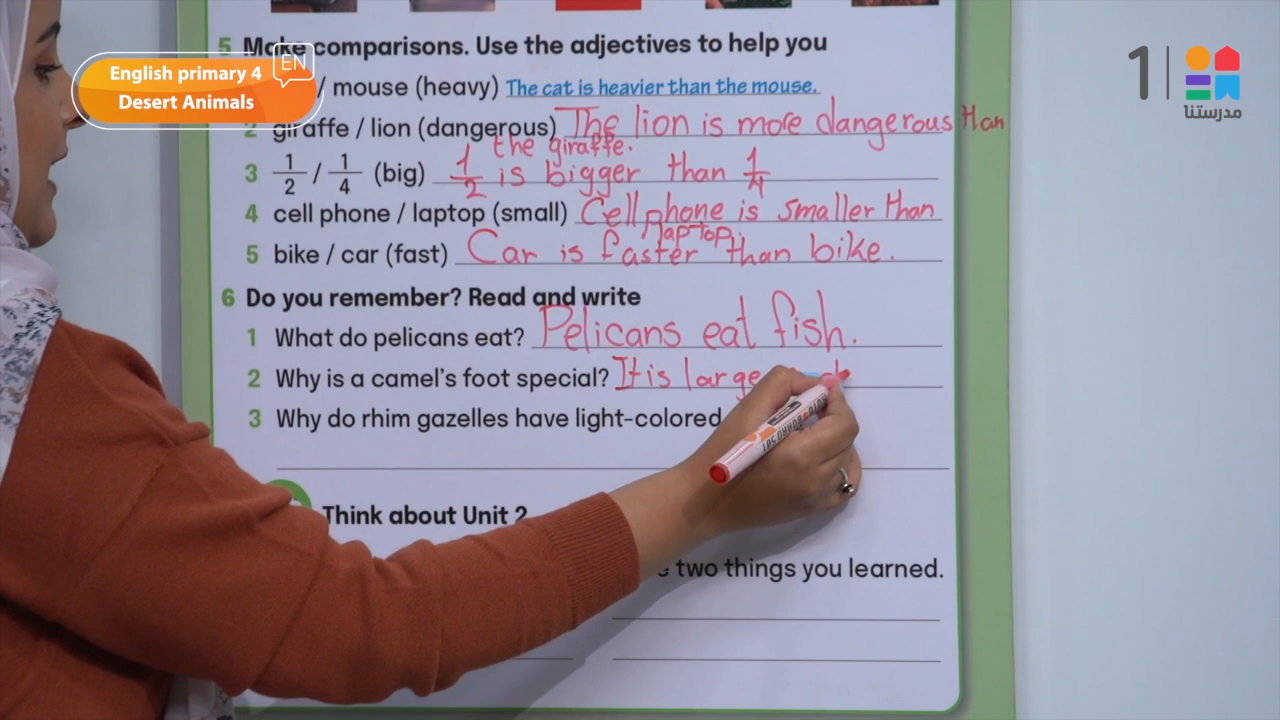 English primary 4
EN
Desert Animals
1
مدرستنا
5 Make comparisons. Use the adjectives to help you
/ mouse (heavy) The cat is heavier than the mouse.
2 giraffe / lion (dangerous) The lion is more dangerous than
the giraffe.
3 1/2 / 1/4 (big) 1/2 is bigger than 1/4
4 cell phone / laptop (small) Cell phone is smaller than
laptop.
5 bike / car (fast) Car is faster than bike.
6 Do you remember? Read and write
1 What do pelicans eat? Pelicans eat fish.
2 Why is a camel's foot special? It is large
3 Why do rhim gazelles have light-colored
Think about Unit 2
two things you learned.